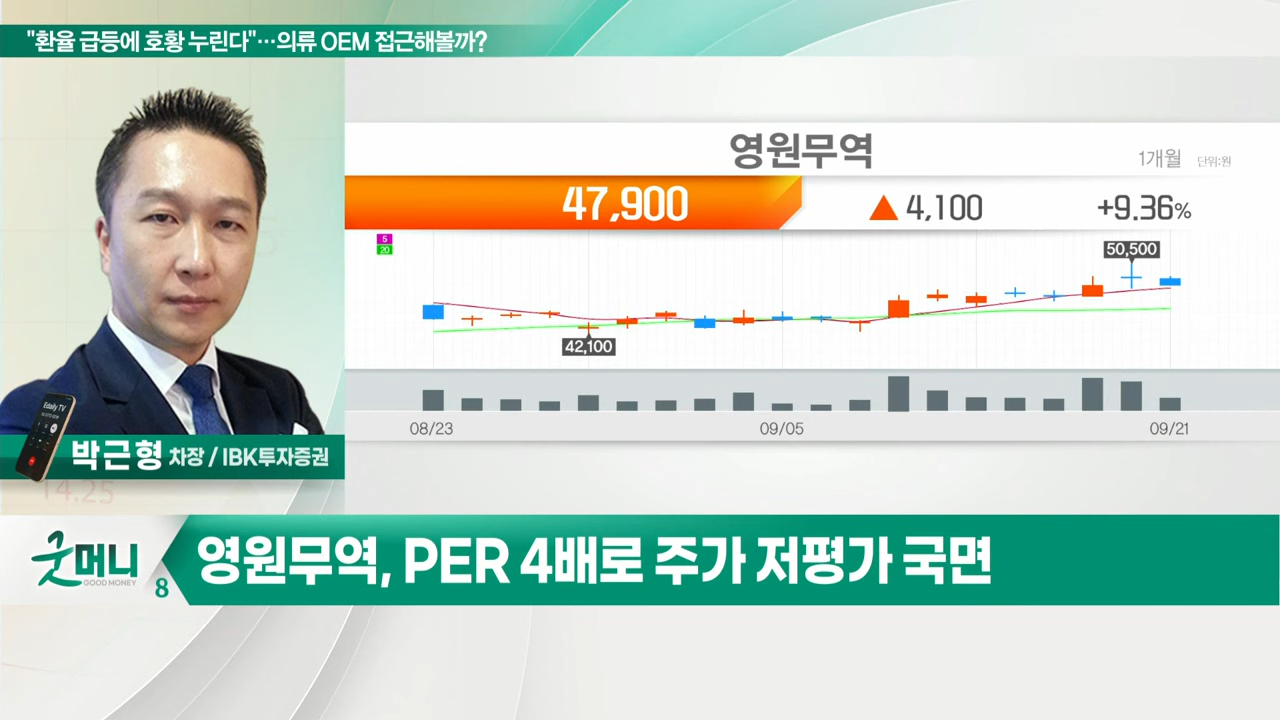 "환율 급등에 호황 누린다"…의류 OEM 접근해볼까?
영원무역
1개월 단위:원
47,900 ▲ 4,100 +9.36%
5
20
50,500
42,100
08/23 09/05 09/21
Edaily TV
박근형 차장 / IBK투자증권
14.25
굿머니
GOOD MONEY
8
영원무역, PER 4배로 주가 저평가 국면